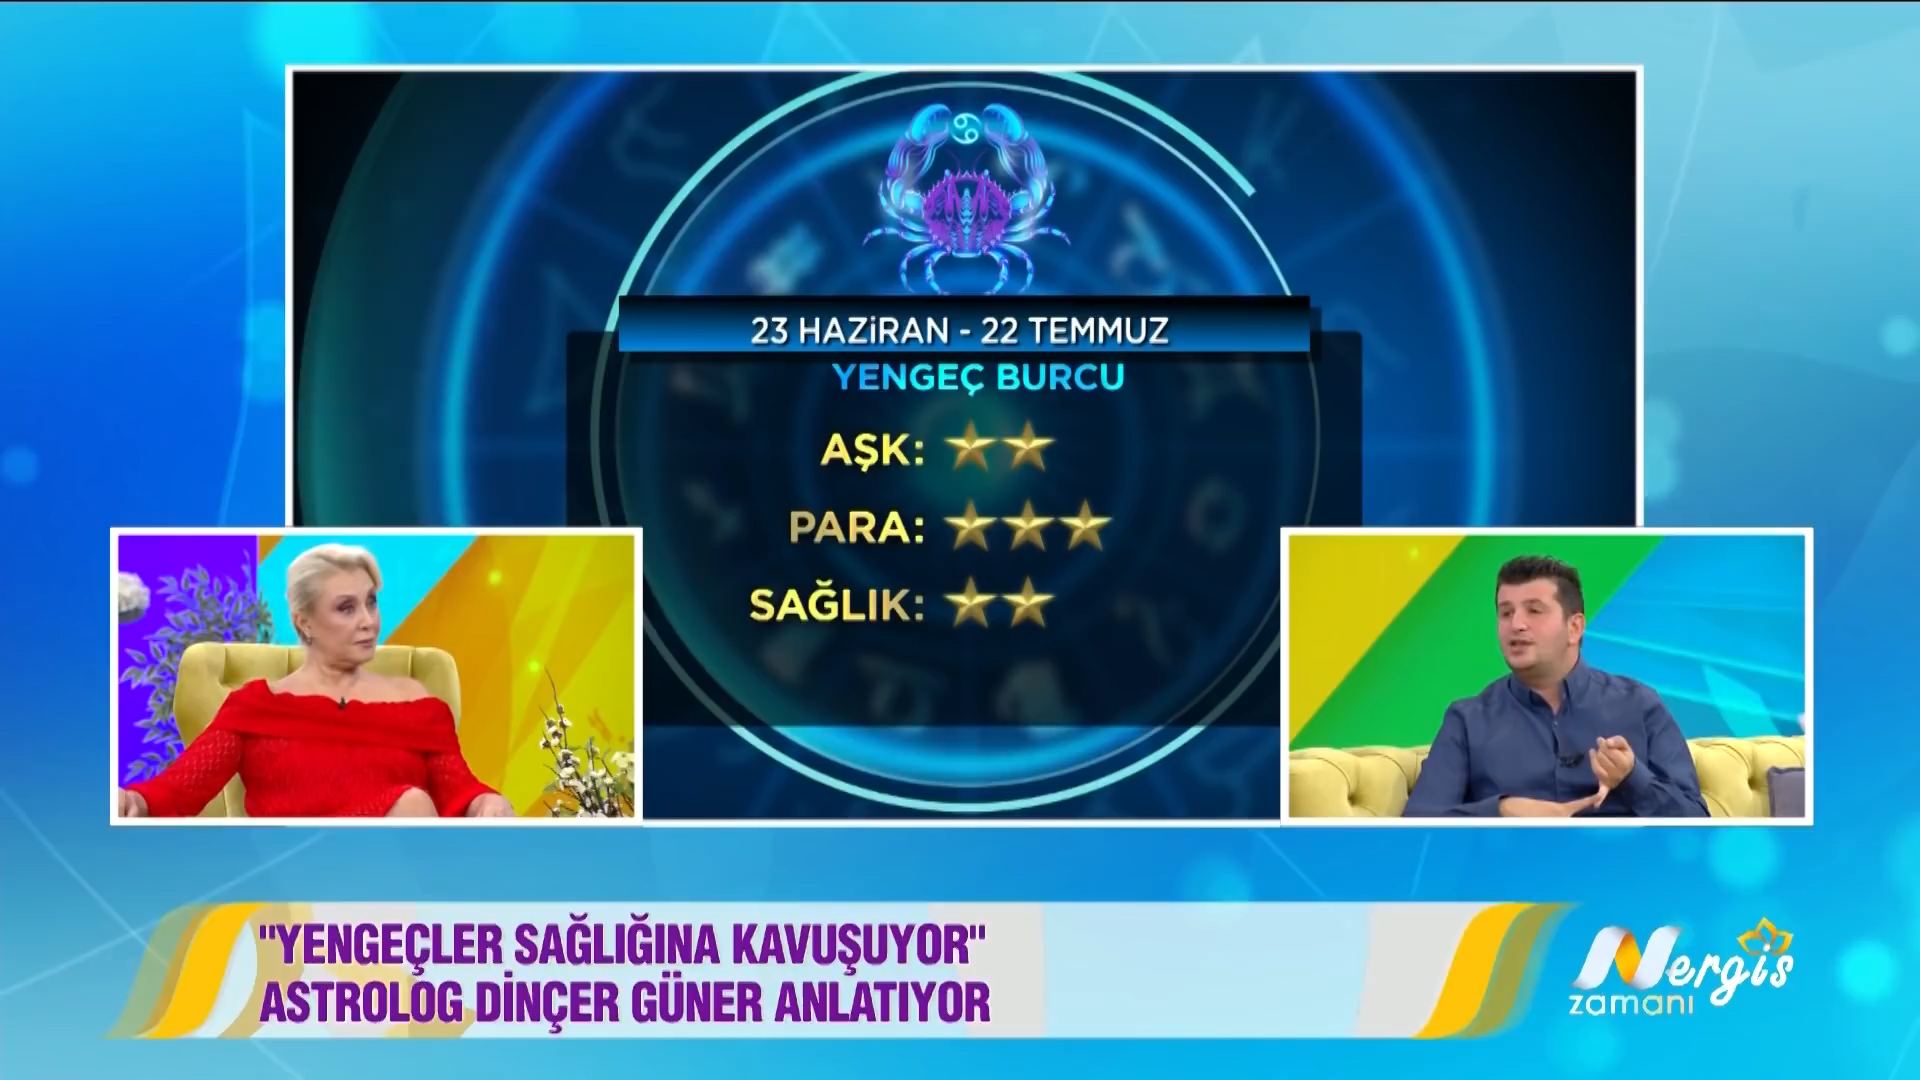 23 HAZİRAN - 22 TEMMUZ
YENGEÇ BURCU
AŞK:
PARA:
SAĞLIK:
"YENGEÇLER SAĞLIĞINA KAVUŞUYOR"
ASTROLOG DİNÇER GÜNER ANLATIYOR
Nergis
zamanı